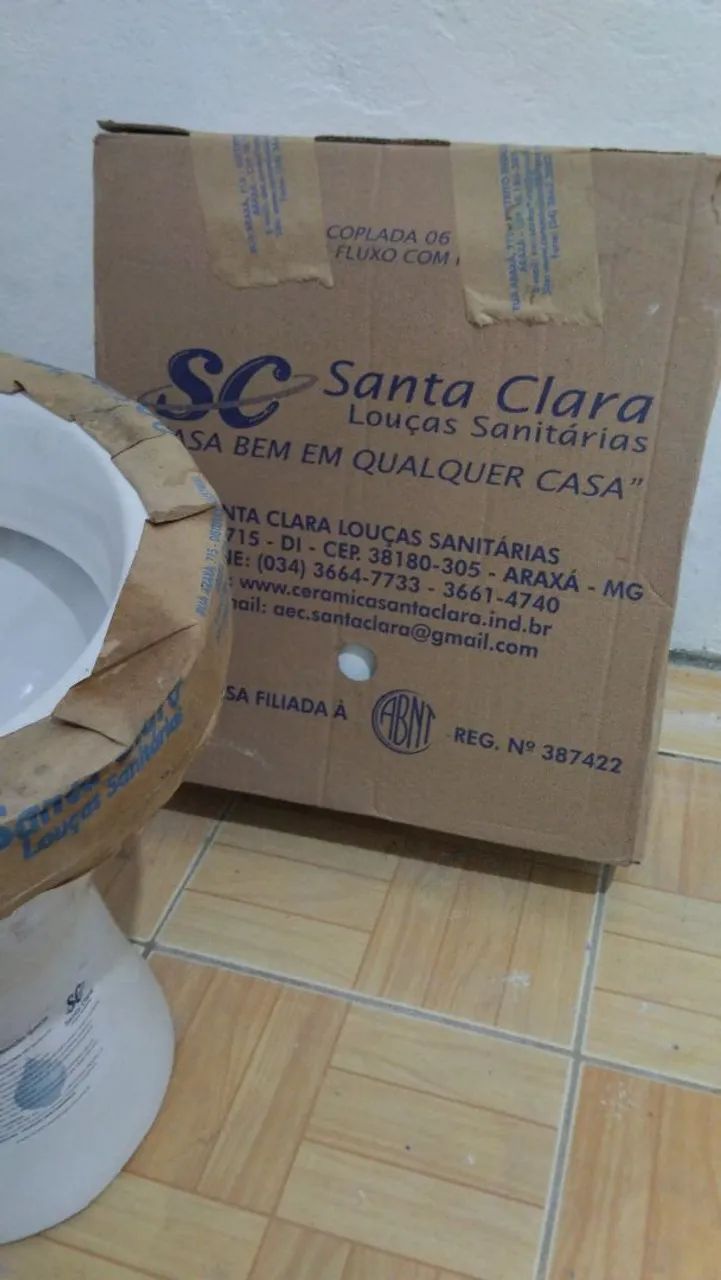 COPLADA 06
FLUXO COM
SC Santa Clara
Louças Sanitárias
ASA BEM EM QUALQUER CASA"
NTA CLARA LOUÇAS SANITÁRIAS
715 - DI - CEP. 38180-305 - ARAXÁ - MG
NE: (034) 3664-7733 - 3661-4740
: www.ceramicasantaclara.ind.br
mail: aec.santaclara@gmail.com
SA FILIADA À ABNT - REG. Nº 387422
Louças Sanitárias
SC